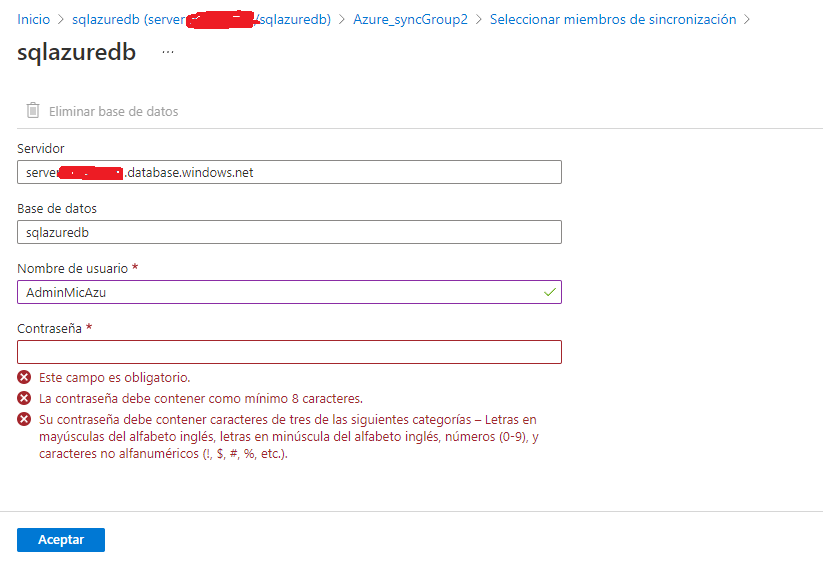 Inicio > sqlazuredb (server /sqlazuredb) > Azure_syncGroup2 > Seleccionar miembros de sincronización >
sqlazuredb ...
Eliminar base de datos
Servidor
server .database.windows.net
Base de datos
sqlazuredb
Nombre de usuario *
AdminMicAzu
Contraseña *
Este campo es obligatorio.
La contraseña debe contener como mínimo 8 caracteres.
Su contraseña debe contener caracteres de tres de las siguientes categorías – Letras en
mayúsculas del alfabeto inglés, letras en minúscula del alfabeto inglés, números (0-9), y
caracteres no alfanuméricos (!, $, #, %, etc.).
Aceptar